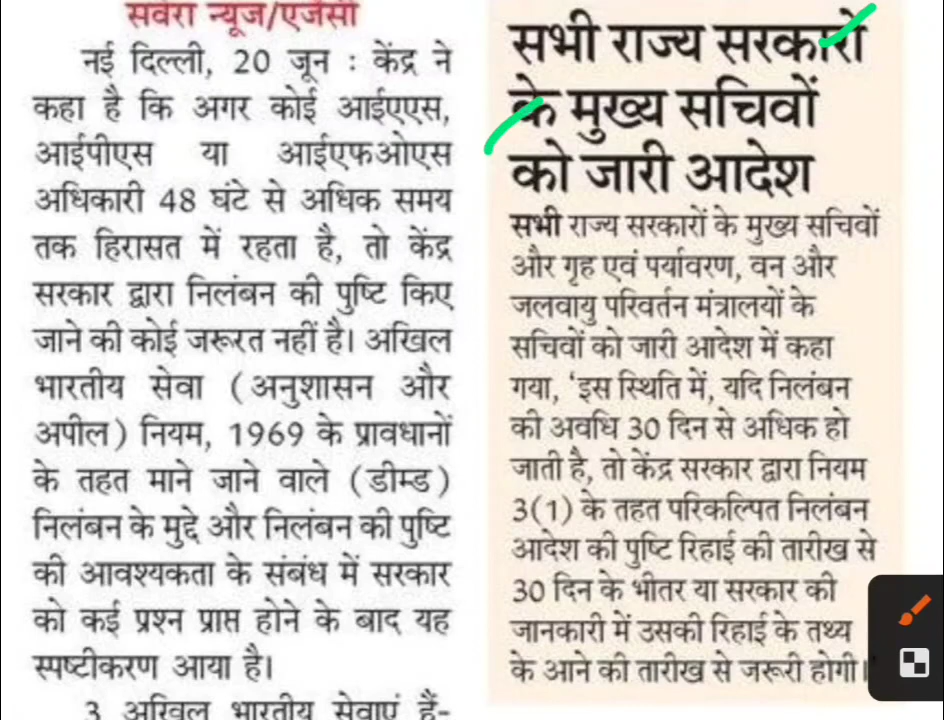 सवेरा न्यूज/एजेंसी
नई दिल्ली, 20 जून : केंद्र ने
कहा है कि अगर कोई आईएएस,
आईपीएस या आईएफओएस
अधिकारी 48 घंटे से अधिक समय
तक हिरासत में रहता है, तो केंद्र
सरकार द्वारा निलंबन की पुष्टि किए
जाने की कोई जरूरत नहीं है। अखिल
भारतीय सेवा (अनुशासन और
अपील) नियम, 1969 के प्रावधानों
के तहत माने जाने वाले (डीम्ड)
निलंबन के मुद्दे और निलंबन की पुष्टि
की आवश्यकता के संबंध में सरकार
को कई प्रश्न प्राप्त होने के बाद यह
स्पष्टीकरण आया है।
3 अखिल भारतीय सेवाएं हैं-
सभी राज्य सरकारों
के मुख्य सचिवों
को जारी आदेश
सभी राज्य सरकारों के मुख्य सचिवों
और गृह एवं पर्यावरण, वन और
जलवायु परिवर्तन मंत्रालयों के
सचिवों को जारी आदेश में कहा
गया, 'इस स्थिति में, यदि निलंबन
की अवधि 30 दिन से अधिक हो
जाती है, तो केंद्र सरकार द्वारा नियम
3(1) के तहत परिकल्पित निलंबन
आदेश की पुष्टि रिहाई की तारीख से
30 दिन के भीतर या सरकार की
जानकारी में उसकी रिहाई के तथ्य
के आने की तारीख से जरूरी होगी।'